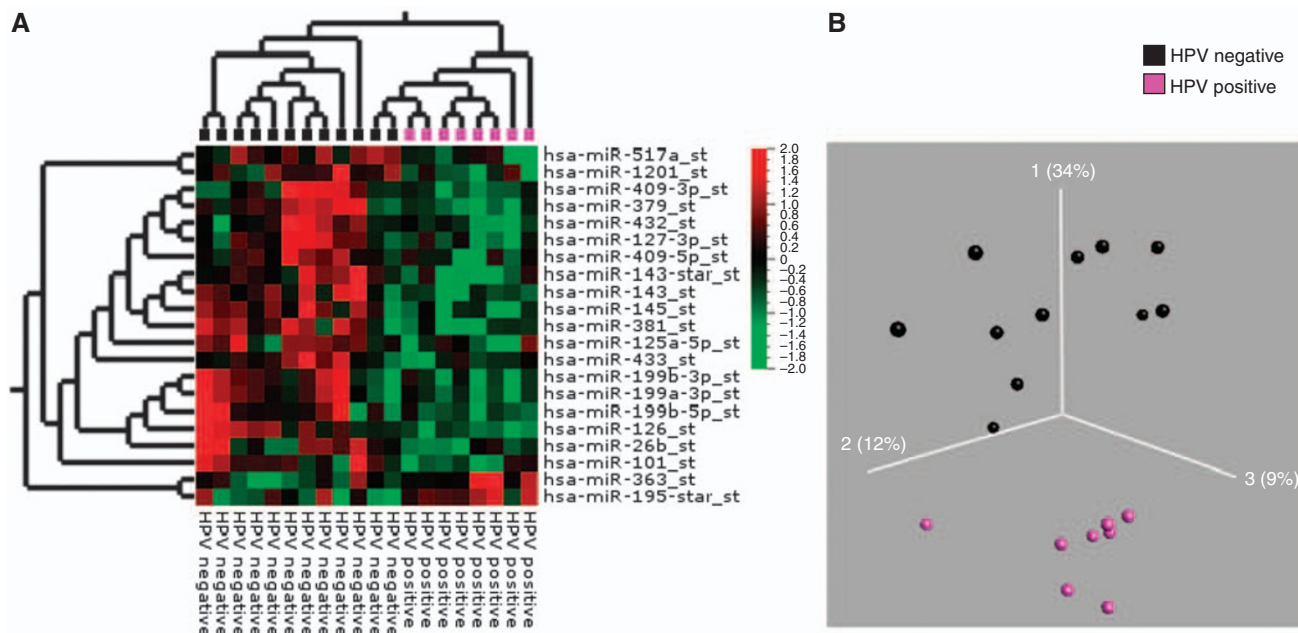 A
hsa-miR-517a_st
hsa-miR-1201_st
hsa-miR-409-3p_st
hsa-miR-379_st
hsa-miR-432_st
hsa-miR-127-3p_st
hsa-miR-409-5p_st
hsa-miR-143-star_st
hsa-miR-143_st
hsa-miR-145_st
hsa-miR-381_st
hsa-miR-125a-5p_st
hsa-miR-433_st
hsa-miR-199b-3p_st
hsa-miR-199a-3p_st
hsa-miR-199b-5p_st
hsa-miR-126_st
hsa-miR-26b_st
hsa-miR-101_st
hsa-miR-363_st
hsa-miR-195-star_st
2.0
1.8
1.6
1.4
1.2
1.0
0.8
0.6
0.4
0.2
0
−0.2
−0.4
−0.6
−0.8
−1.0
−1.2
−1.4
−1.6
−1.8
−2.0
HPV negative
HPV negative
HPV negative
HPV negative
HPV negative
HPV negative
HPV negative
HPV negative
HPV negative
HPV negative
HPV negative
HPV negative
HPV positive
HPV positive
HPV positive
HPV positive
HPV positive
HPV positive
HPV positive
HPV positive
B
HPV negative
HPV positive
1 (34%)
2 (12%)
3 (9%)